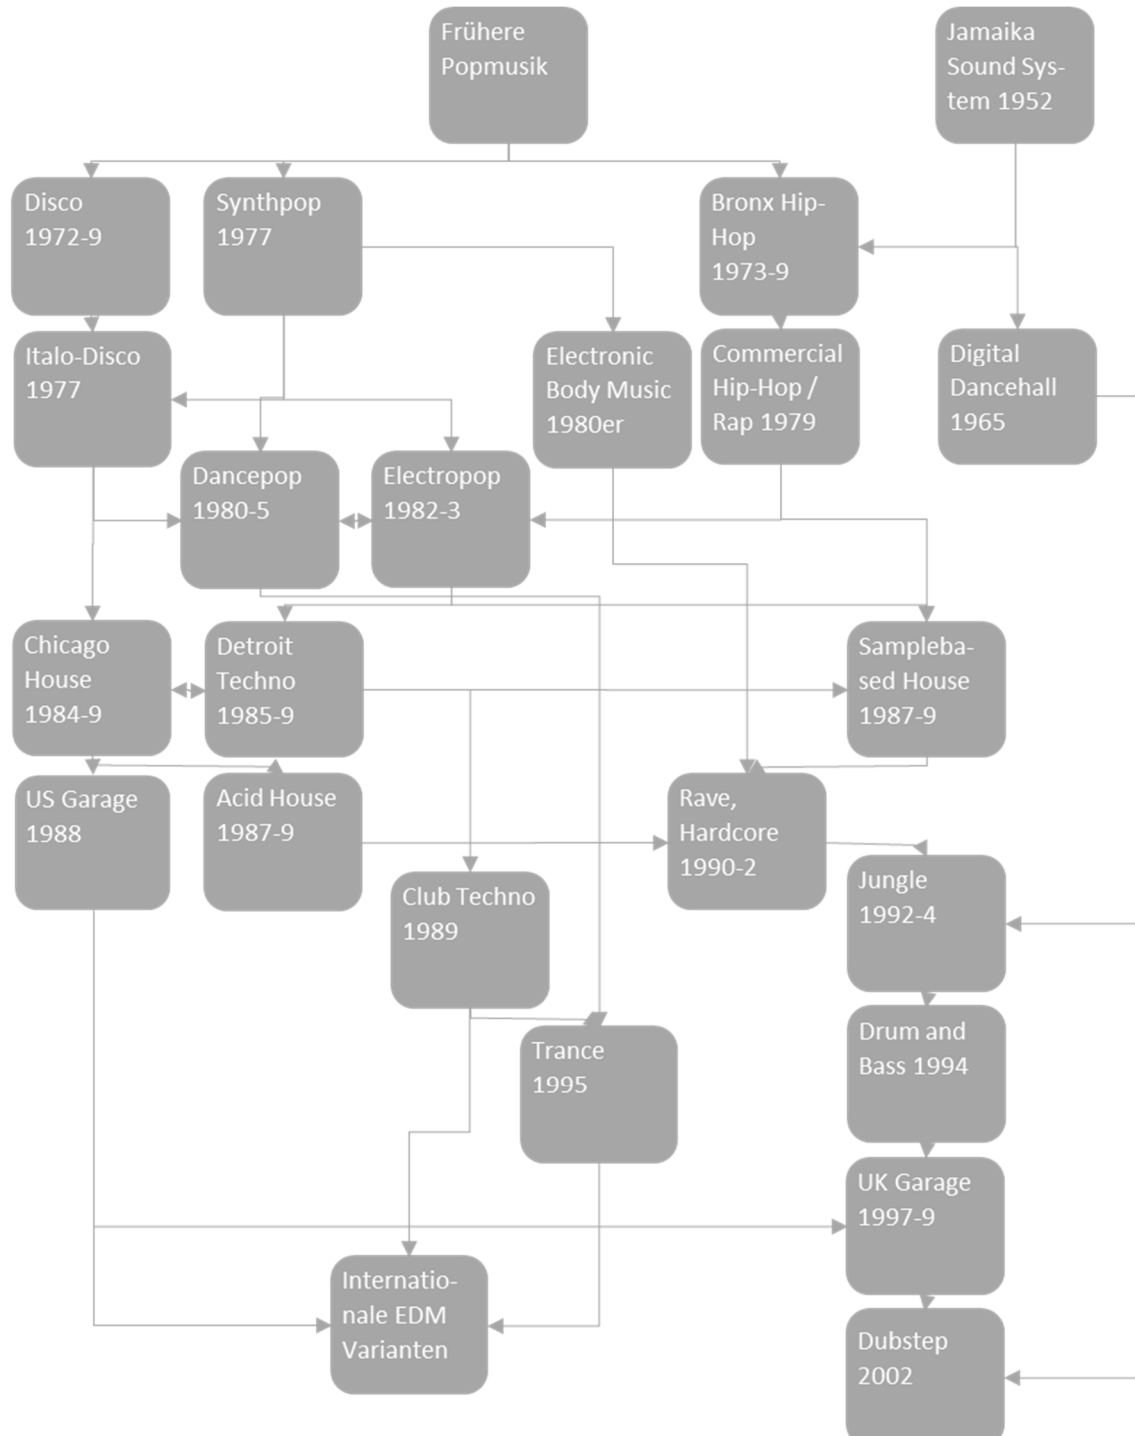 Frühere
Popmusik
Jamaika
Sound Sys-
tem 1952
Disco
1972-9
Synthpop
1977
Bronx Hip-
Hop
1973-9
Italo-Disco
1977
Electronic
Body Music
1980er
Commercial
Hip-Hop /
Rap 1979
Digital
Dancehall
1965
Dancepop
1980-5
Electropop
1982-3
Chicago
House
1984-9
Detroit
Techno
1985-9
Sampleba-
sed House
1987-9
US Garage
1988
Acid House
1987-9
Rave,
Hardcore
1990-2
Club Techno
1989
Jungle
1992-4
Trance
1995
Drum and
Bass 1994
UK Garage
1997-9
Internatio-
nale EDM
Varianten
Dubstep
2002